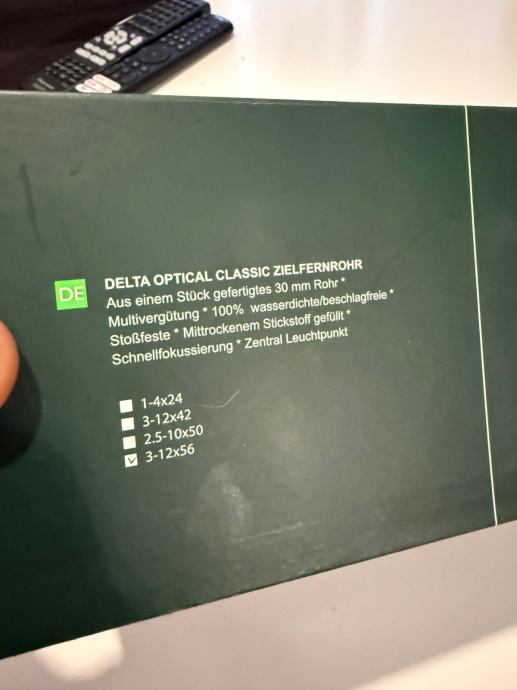 DE
DELTA OPTICAL CLASSIC ZIELFERNROHR
Aus einem Stück gefertigtes 30 mm Rohr *
Multivergütung * 100% wasserdichte/beschlagfreie *
Stoßfeste * Mittrockenem Stickstoff gefüllt *
Schnellfokussierung * Zentral Leuchtpunkt
1-4x24
3-12x42
2.5-10x50
3-12x56